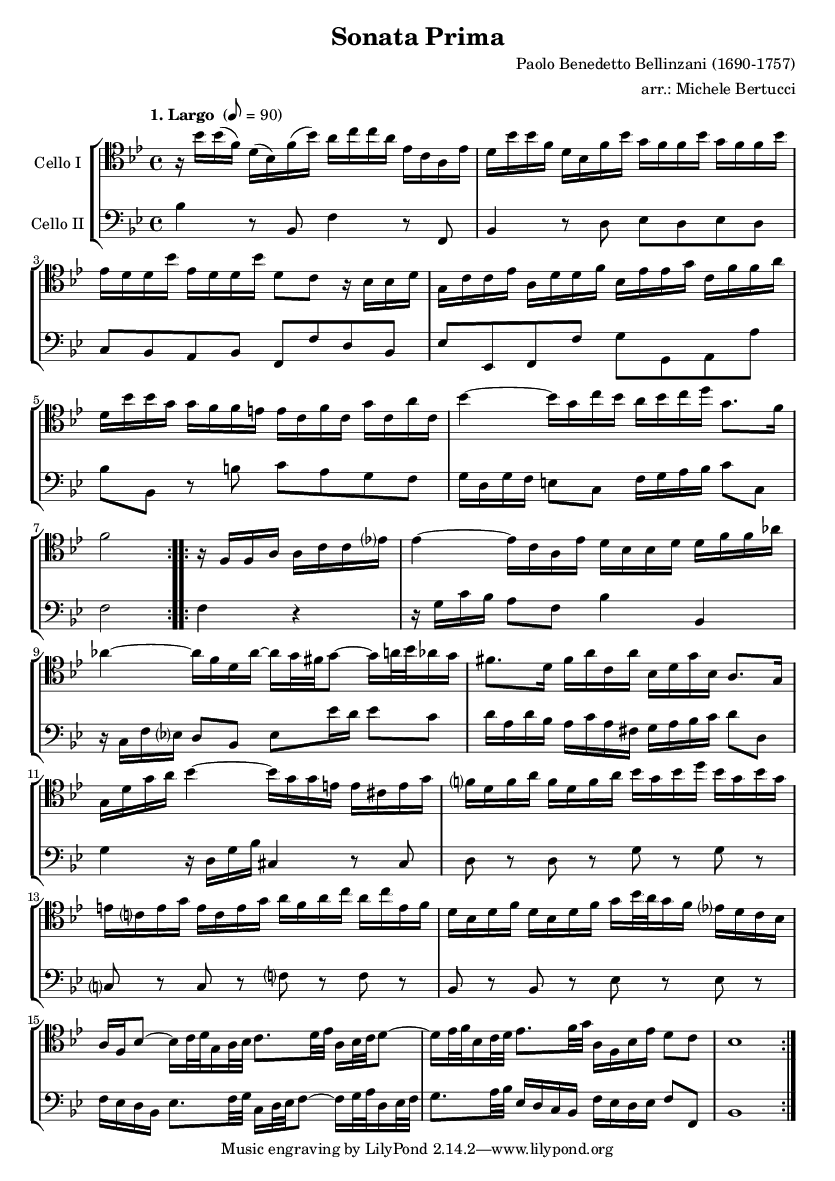 Sonata Prima
Paolo Benedetto Bellinzani (1690-1757)
arr.: Michele Bertucci
1. Largo (♪ = 90)
Cello I
Cello II
3
5
7
9
11
13
15
Music engraving by LilyPond 2.14.2—www.lilypond.org